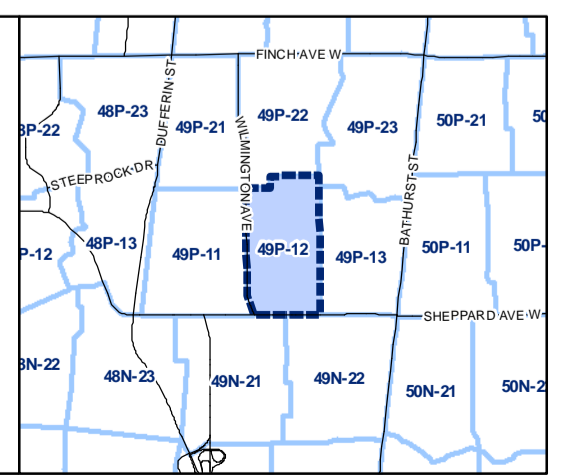 FINCH AVE W
DUFFERIN ST
48P-23
49P-21
49P-22
49P-23
50P-21
50
8P-22
WILMINGTON AVE
STEEPROCK DR
BATHURST ST
P-12
48P-13
49P-11
49P-12
49P-13
50P-11
50P-
SHEPPARD AVE W
8N-22
48N-23
49N-21
49N-22
50N-21
50N-2